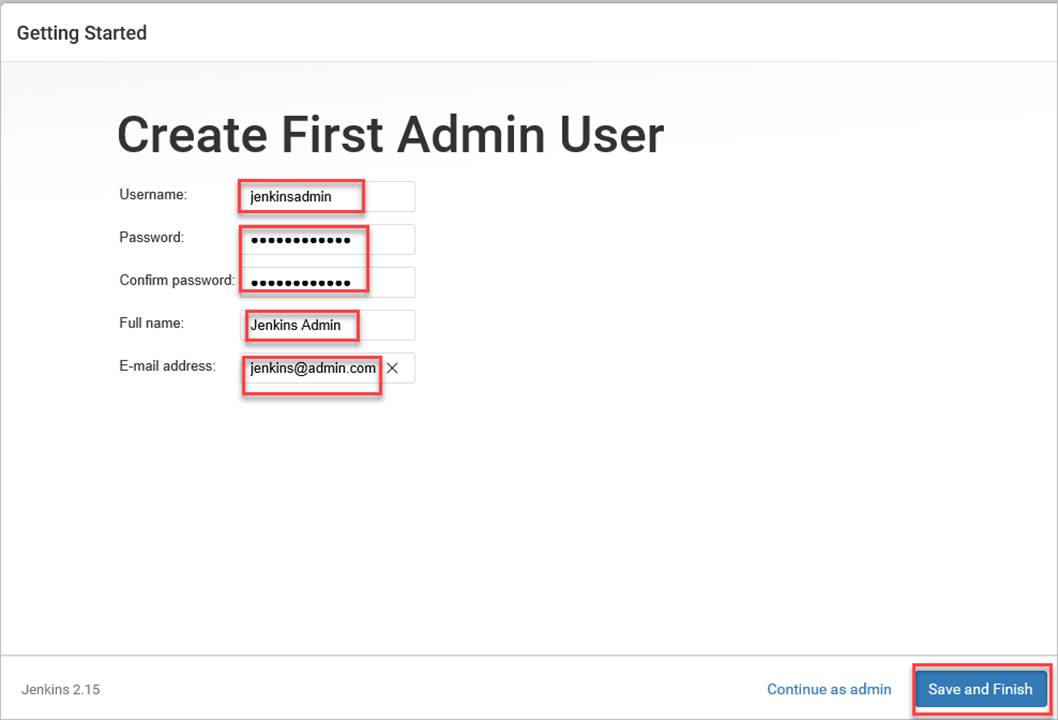 Getting Started
Create First Admin User
Username: jenkinsadmin
Password: ••••••••••••
Confirm password: ••••••••••••
Full name: Jenkins Admin
E-mail address: jenkins@admin.com
Jenkins 2.15 Continue as admin Save and Finish